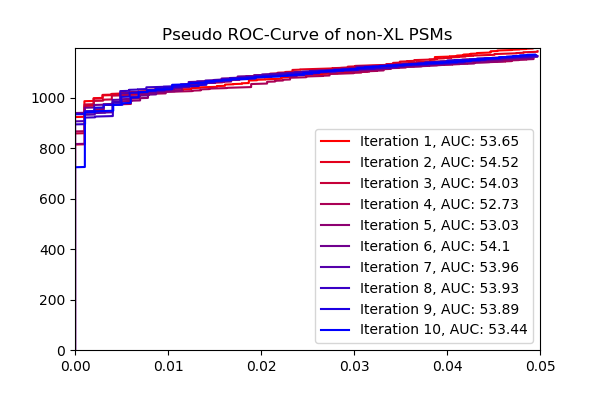 Pseudo ROC-Curve of non-XL PSMs
1000
800
600
400
200
0
Iteration 1, AUC: 53.65
Iteration 2, AUC: 54.52
Iteration 3, AUC: 54.03
Iteration 4, AUC: 52.73
Iteration 5, AUC: 53.03
Iteration 6, AUC: 54.1
Iteration 7, AUC: 53.96
Iteration 8, AUC: 53.93
Iteration 9, AUC: 53.89
Iteration 10, AUC: 53.44
0.00 0.01 0.02 0.03 0.04 0.05